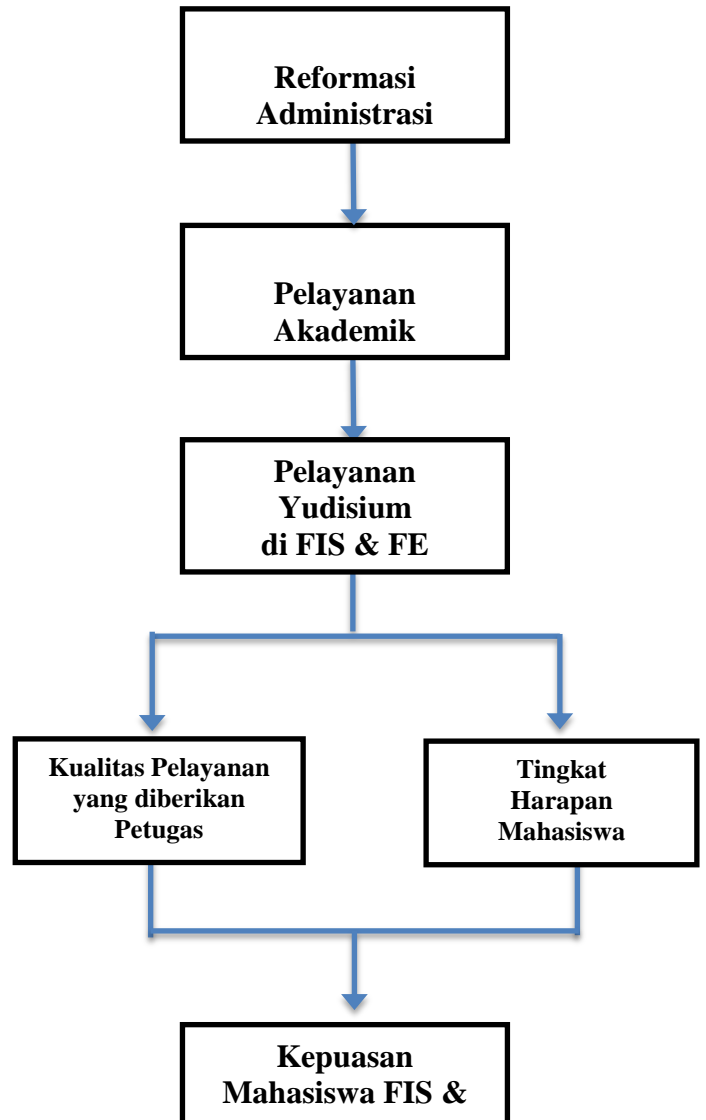 Reformasi
Administrasi
Pelayanan
Akademik
Pelayanan
Yudisium
di FIS & FE
Kualitas Pelayanan
yang diberikan
Petugas
Tingkat
Harapan
Mahasiswa
Kepuasan
Mahasiswa FIS &